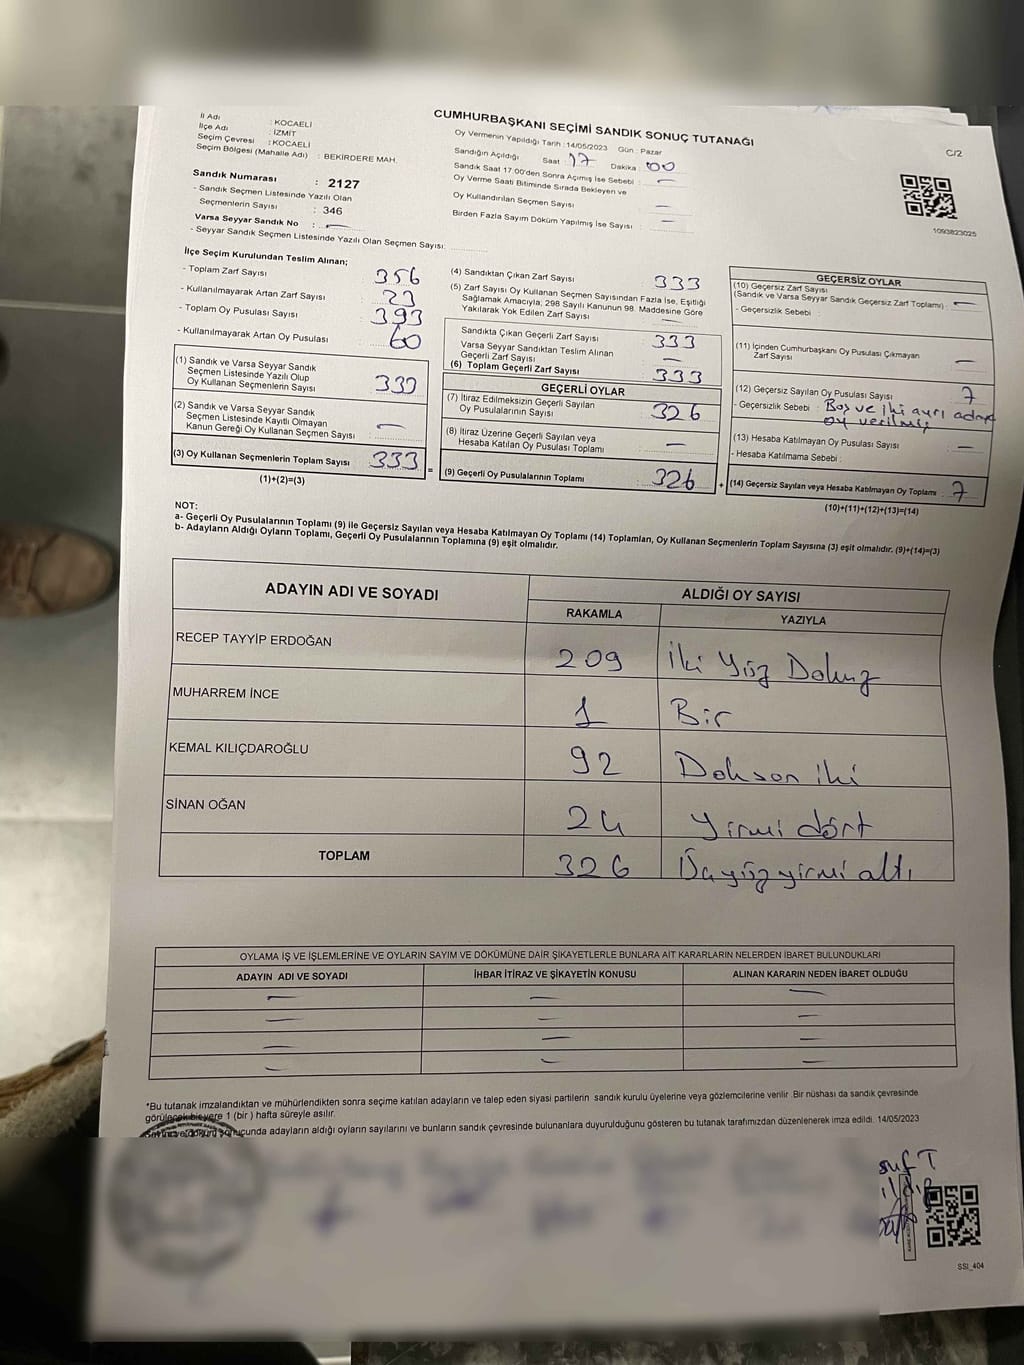 CUMHURBAŞKANI SEÇİMİ SANDIK SONUÇ TUTANAĞI
C/2
İl Adı : KOCAELİ
İlçe Adı : İZMİT
Seçim Çevresi : KOCAELİ
Seçim Bölgesi (Mahalle Adı) : BEKİRDERE MAH.
Oy Vermenin Yapıldığı Tarih : 14/05/2023 Gün : Pazar
Sandığın Açıldığı Saat : 17 Dakika : 00
Sandık Saat 17.00'den Sonra Açılmış İse Sebebi : —
Oy Verme Saati Bitiminde Sırada Bekleyen ve
Oy Kullandırılan Seçmen Sayısı —
Birden Fazla Sayım Döküm Yapılmış İse Sayısı : —
1093823025
Sandık Numarası : 2127
- Sandık Seçmen Listesinde Yazılı Olan
Seçmenlerin Sayısı : 346
Varsa Seyyar Sandık No : —
- Seyyar Sandık Seçmen Listesinde Yazılı Olan Seçmen Sayısı:
İlçe Seçim Kurulundan Teslim Alınan;
- Toplam Zarf Sayısı 356
- Kullanılmayarak Artan Zarf Sayısı 23
- Toplam Oy Pusulası Sayısı 393
- Kullanılmayarak Artan Oy Pusulası 60
(1) Sandık ve Varsa Seyyar Sandık
Seçmen Listesinde Yazılı Olup
Oy Kullanan Seçmenlerin Sayısı 333
(2) Sandık ve Varsa Seyyar Sandık
Seçmen Listesinde Kayıtlı Olmayan
Kanun Gereği Oy Kullanan Seçmen Sayısı —
(3) Oy Kullanan Seçmenlerin Toplam Sayısı 333 =
(1)+(2)=(3)
(4) Sandıktan Çıkan Zarf Sayısı 333
(5) Zarf Sayısı Oy Kullanan Seçmen Sayısından Fazla İse, Eşitliği
Sağlamak Amacıyla; 298 Sayılı Kanunun 98. Maddesine Göre
Yakılarak Yok Edilen Zarf Sayısı —
Sandıkta Çıkan Geçerli Zarf Sayısı 333
Varsa Seyyar Sandıktan Teslim Alınan
Geçerli Zarf Sayısı —
(6) Toplam Geçerli Zarf Sayısı 333
GEÇERLİ OYLAR
(7) İtiraz Edilmeksizin Geçerli Sayılan
Oy Pusulalarının Sayısı 326
(8) İtiraz Üzerine Geçerli Sayılan veya
Hesaba Katılan Oy Pusulası Toplamı —
(9) Geçerli Oy Pusulalarının Toplamı 326 +
GEÇERSİZ OYLAR
(10) Geçersiz Zarf Sayısı
(Sandık ve Varsa Seyyar Sandık Geçersiz Zarf Toplamı) : —
- Geçersizlik Sebebi :
(11) İçinden Cumhurbaşkanı Oy Pusulası Çıkmayan
Zarf Sayısı —
(12) Geçersiz Sayılan Oy Pusulası Sayısı 7
- Geçersizlik Sebebi : Boş ve iki ayrı adaya
oy verilmiş
(13) Hesaba Katılmayan Oy Pusulası Sayısı —
- Hesaba Katılmama Sebebi :
(14) Geçersiz Sayılan veya Hesaba Katılmayan Oy Toplamı 7
(10)+(11)+(12)+(13)=(14)
NOT:
a- Geçerli Oy Pusulalarının Toplamı (9) ile Geçersiz Sayılan veya Hesaba Katılmayan Oy Toplamı (14) Toplamları, Oy Kullanan Seçmenlerin Toplam Sayısına (3) eşit olmalıdır. (9)+(14)=(3)
b- Adayların Aldığı Oyların Toplamı, Geçerli Oy Pusulalarının Toplamına (9) eşit olmalıdır.
ADAYIN ADI VE SOYADI ALDIĞI OY SAYISI
RAKAMLA YAZIYLA
RECEP TAYYİP ERDOĞAN 209 İki Yüz Dokuz
MUHARREM İNCE 1 Bir
KEMAL KILIÇDAROĞLU 92 Doksan iki
SİNAN OĞAN 24 Yirmi dört
TOPLAM 326 Üçyüzyirmi altı
OYLAMA İŞ VE İŞLEMLERİNE VE OYLARIN SAYIM VE DÖKÜMÜNE DAİR ŞİKAYETLERLE BUNLARA AİT KARARLARIN NELERDEN İBARET BULUNDUKLARI
ADAYIN ADI VE SOYADI İHBAR İTİRAZ VE ŞİKAYETİN KONUSU ALINAN KARARIN NEDEN İBARET OLDUĞU
— — —
— — —
— — —
— — —
*Bu tutanak imzalandıktan ve mühürlendikten sonra seçime katılan adayların ve talep eden siyasi partilerin sandık kurulu üyelerine veya gözlemcilerine verilir. Bir nüshası da sandık çevresinde
görülecek bir yere 1 (bir) hafta süreyle asılır.
sonucunda adayların aldığı oyların sayılarını ve bunların sandık çevresinde bulunanlara duyurulduğunu gösteren bu tutanak tarafımızdan düzenlenerek imza edildi. 14/05/2023
SSI_404